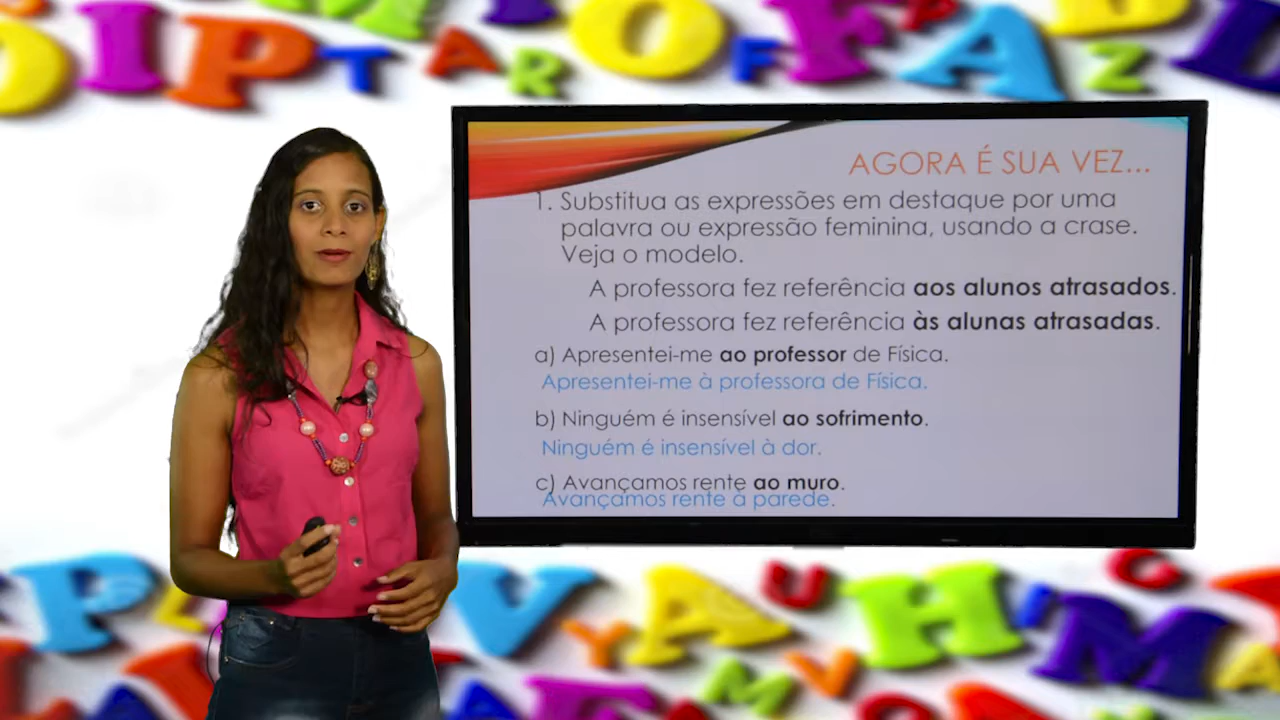 AGORA É SUA VEZ...
1. Substitua as expressões em destaque por uma
palavra ou expressão feminina, usando a crase.
Veja o modelo.
A professora fez referência aos alunos atrasados.
A professora fez referência às alunas atrasadas.
a) Apresentei-me ao professor de Física.
Apresentei-me à professora de Física.
b) Ninguém é insensível ao sofrimento.
Ninguém é insensível à dor.
c) Avançamos rente ao muro.
Avançamos rente à parede.